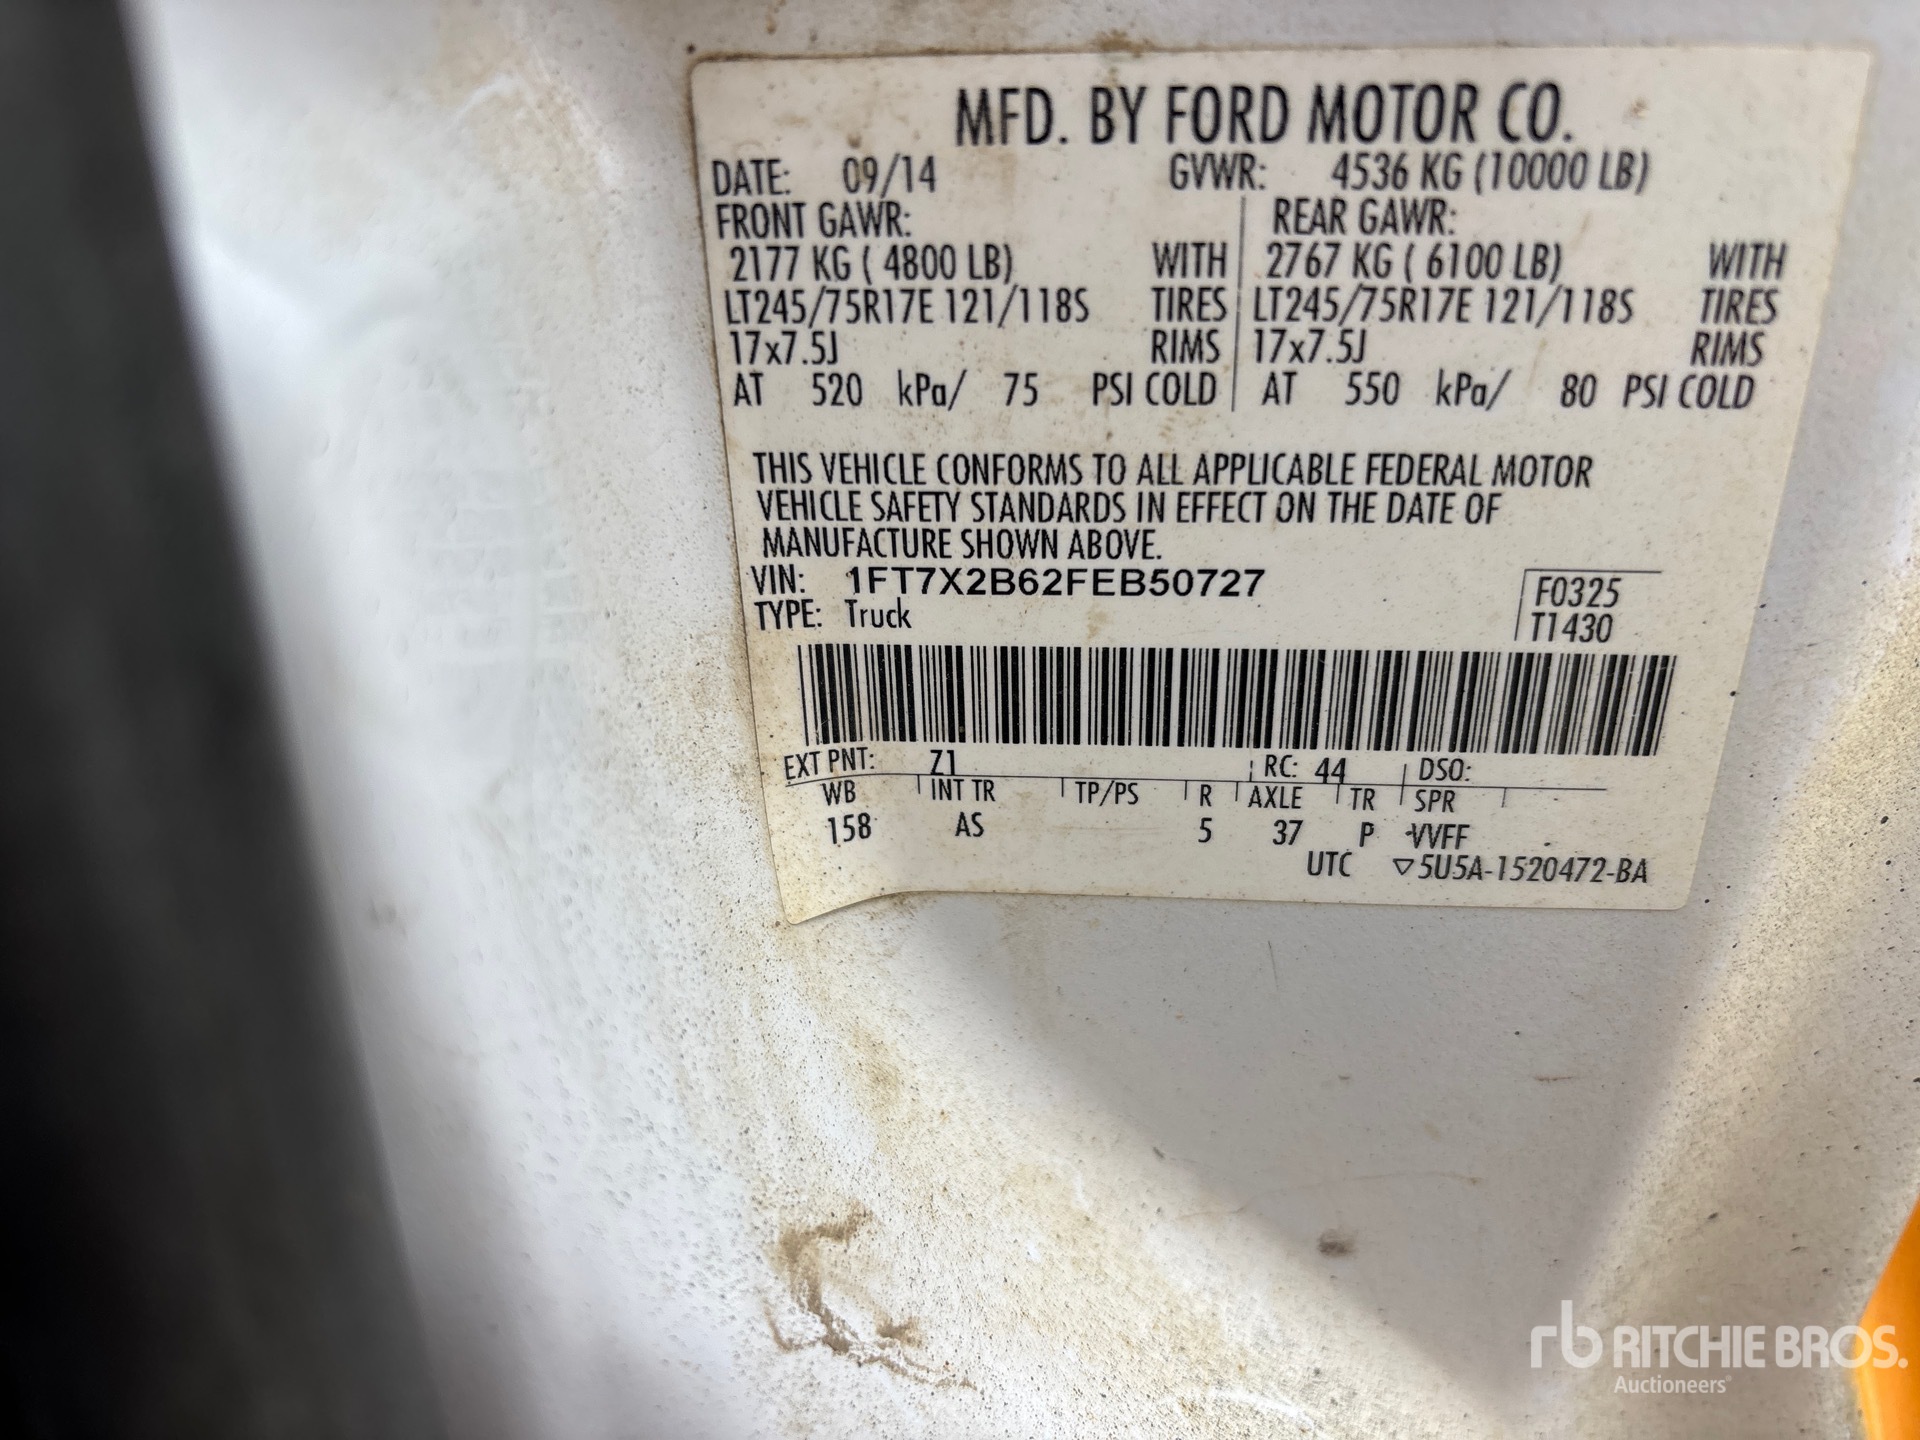 MFD. BY FORD MOTOR CO.
DATE: 09/14 GVWR: 4536 KG (10000 LB)
FRONT GAWR: REAR GAWR:
2177 KG ( 4800 LB) WITH 2767 KG ( 6100 LB) WITH
LT245/75R17E 121/118S TIRES LT245/75R17E 121/118S TIRES
17x7.5J RIMS 17x7.5J RIMS
AT 520 kPa/ 75 PSI COLD AT 550 kPa/ 80 PSI COLD
THIS VEHICLE CONFORMS TO ALL APPLICABLE FEDERAL MOTOR
VEHICLE SAFETY STANDARDS IN EFFECT ON THE DATE OF
MANUFACTURE SHOWN ABOVE.
VIN: 1FT7X2B62FEB50727 F0325
TYPE: Truck T1430
EXT PNT: Z1 RC: 44 DSO:
WB INT TR TP/PS R AXLE TR SPR
158 AS 5 37 P VVFF
UTC ▽5U5A-1520472-BA
rb RITCHIE BROS.
Auctioneers